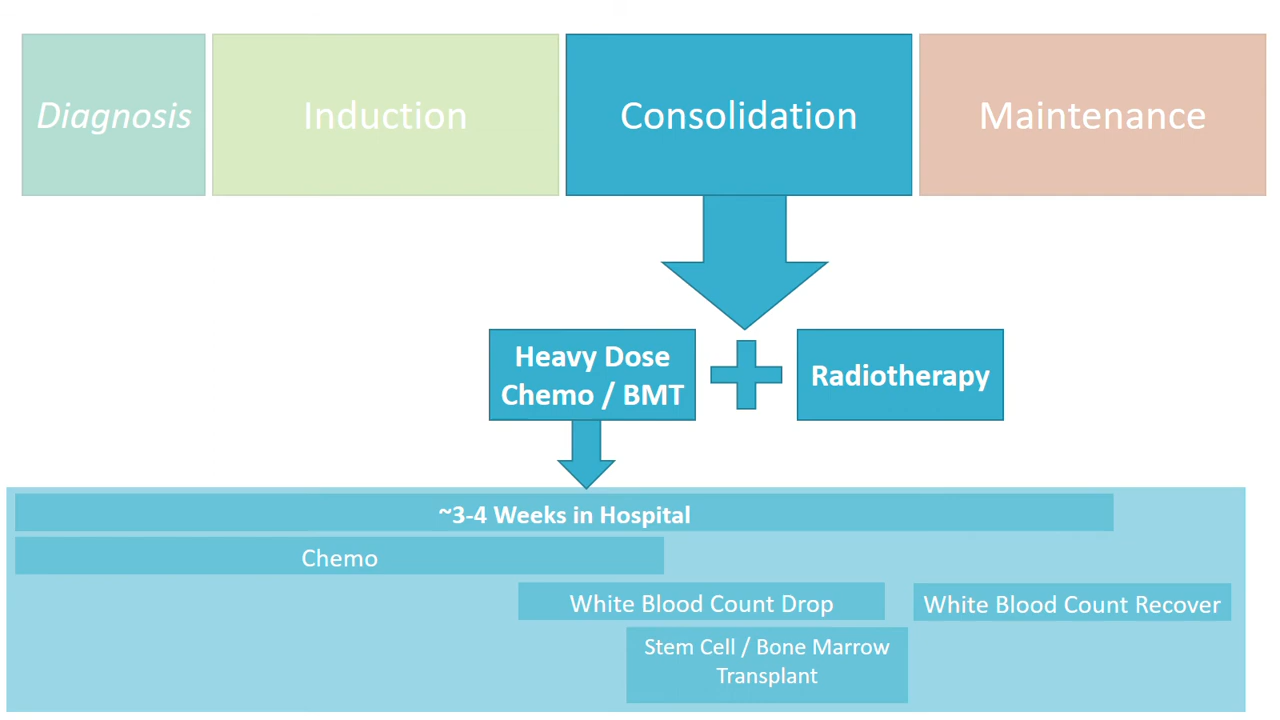 Diagnosis
Induction
Consolidation
Maintenance
Heavy Dose
Chemo / BMT
Radiotherapy
~3-4 Weeks in Hospital
Chemo
White Blood Count Drop
White Blood Count Recover
Stem Cell / Bone Marrow
Transplant